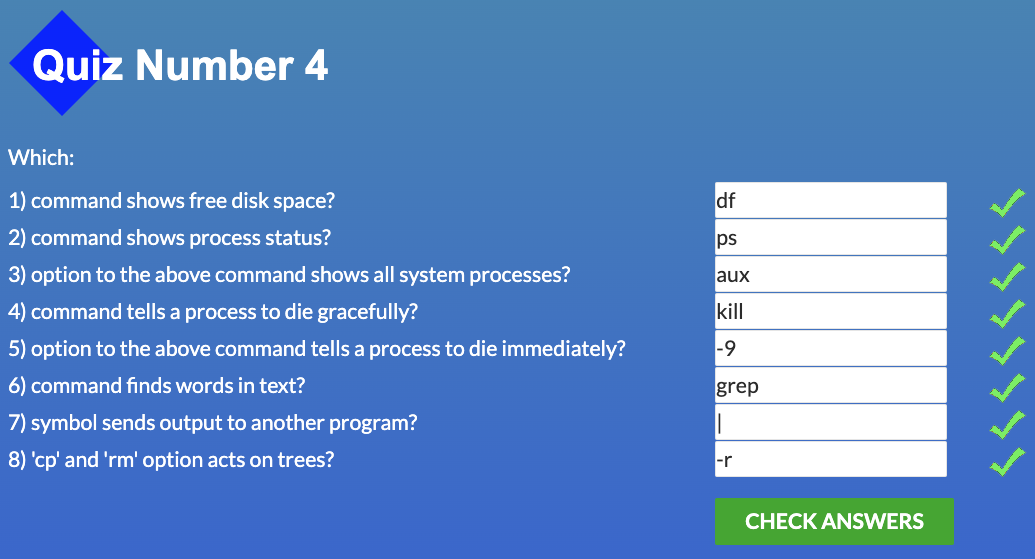 Quiz Number 4
Which:
1) command shows free disk space? df
2) command shows process status? ps
3) option to the above command shows all system processes? aux
4) command tells a process to die gracefully? kill
5) option to the above command tells a process to die immediately? -9
6) command finds words in text? grep
7) symbol sends output to another program? |
8) 'cp' and 'rm' option acts on trees? -r
CHECK ANSWERS